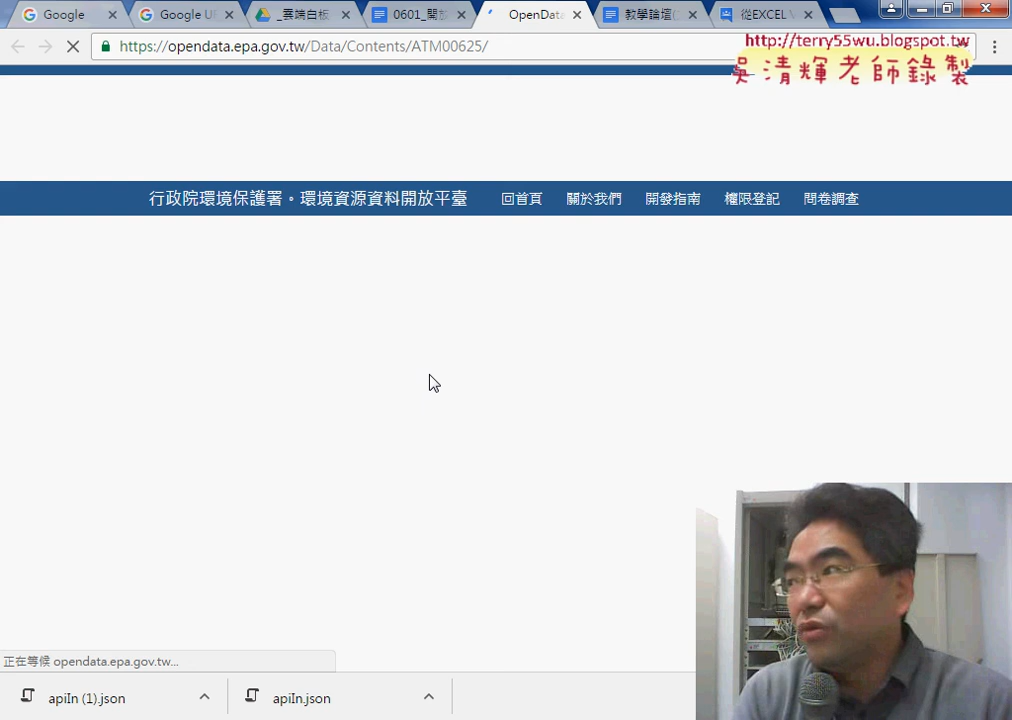 Google
Google U
_雲端白板
0601_開放
OpenData
教學論壇(
從EXCEL V
https://opendata.epa.gov.tw/Data/Contents/ATM00625/
http://terry55wu.blogspot.tw
吳清輝老師錄製
行政院環境保護署。環境資源資料開放平臺
回首頁
關於我們
開發指南
權限登記
問卷調查
正在等候 opendata.epa.gov.tw...
apiIn (1).json
apiIn.json